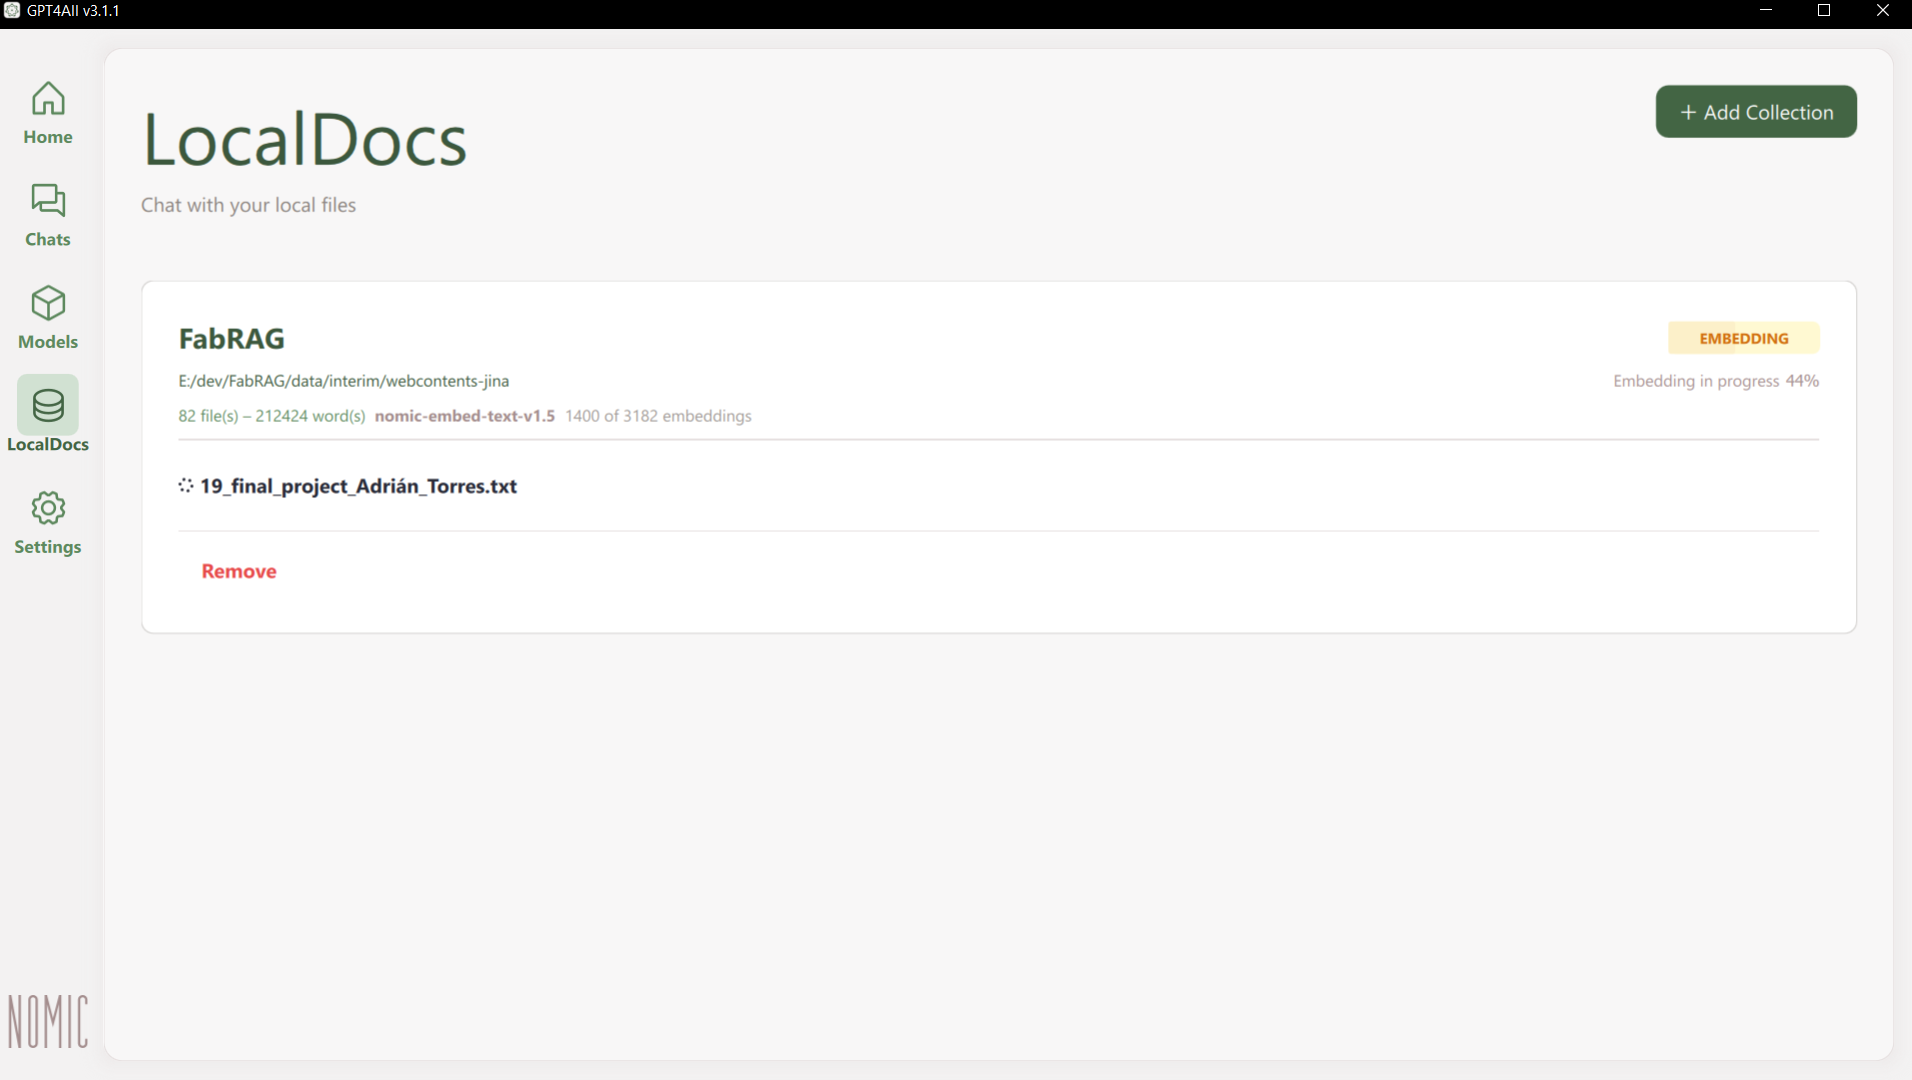 GPT4All v3.1.1
Home
Chats
Models
LocalDocs
Settings
NOMIC
LocalDocs
+ Add Collection
Chat with your local files
FabRAG
EMBEDDING
E:/dev/FabRAG/data/interim/webcontents-jina
Embedding in progress 44%
82 file(s) – 212424 word(s) nomic-embed-text-v1.5 1400 of 3182 embeddings
19_final_project_Adrián_Torres.txt
Remove